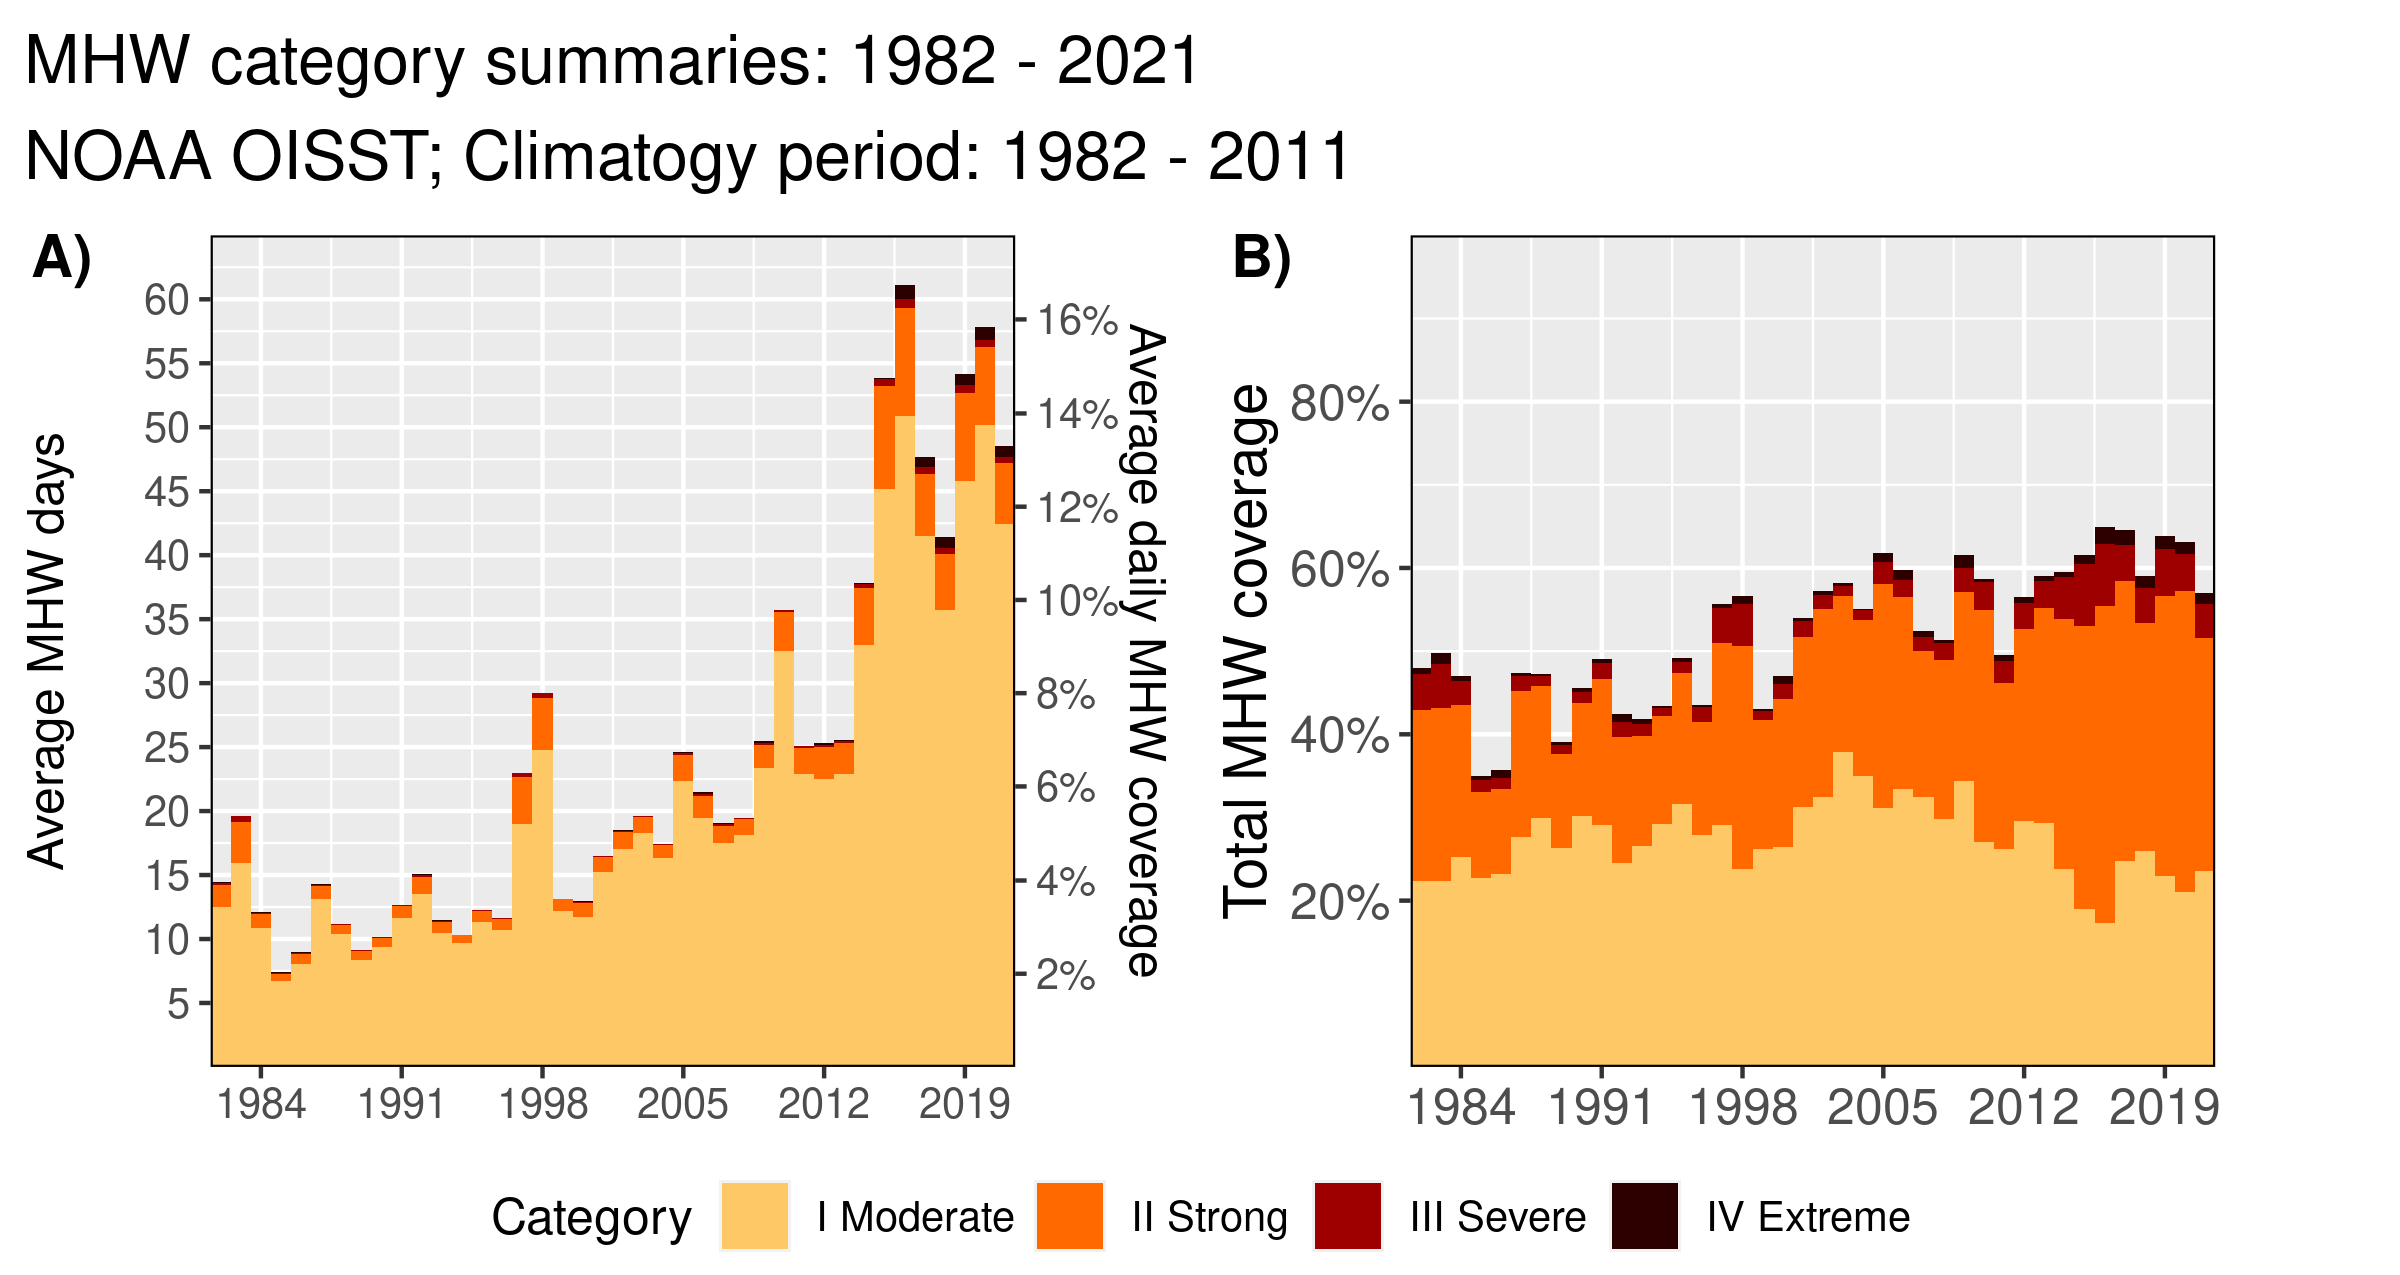 MHW category summaries: 1982 - 2021
NOAA OISST; Climatogy period: 1982 - 2011
A)
Average MHW days
60
55
50
45
40
35
30
25
20
15
10
5
16%
14%
12%
10%
8%
6%
4%
2%
Average daily MHW coverage
1984 1991 1998 2005 2012 2019
B)
Total MHW coverage
80%
60%
40%
20%
1984 1991 1998 2005 2012 2019
Category I Moderate II Strong III Severe IV Extreme